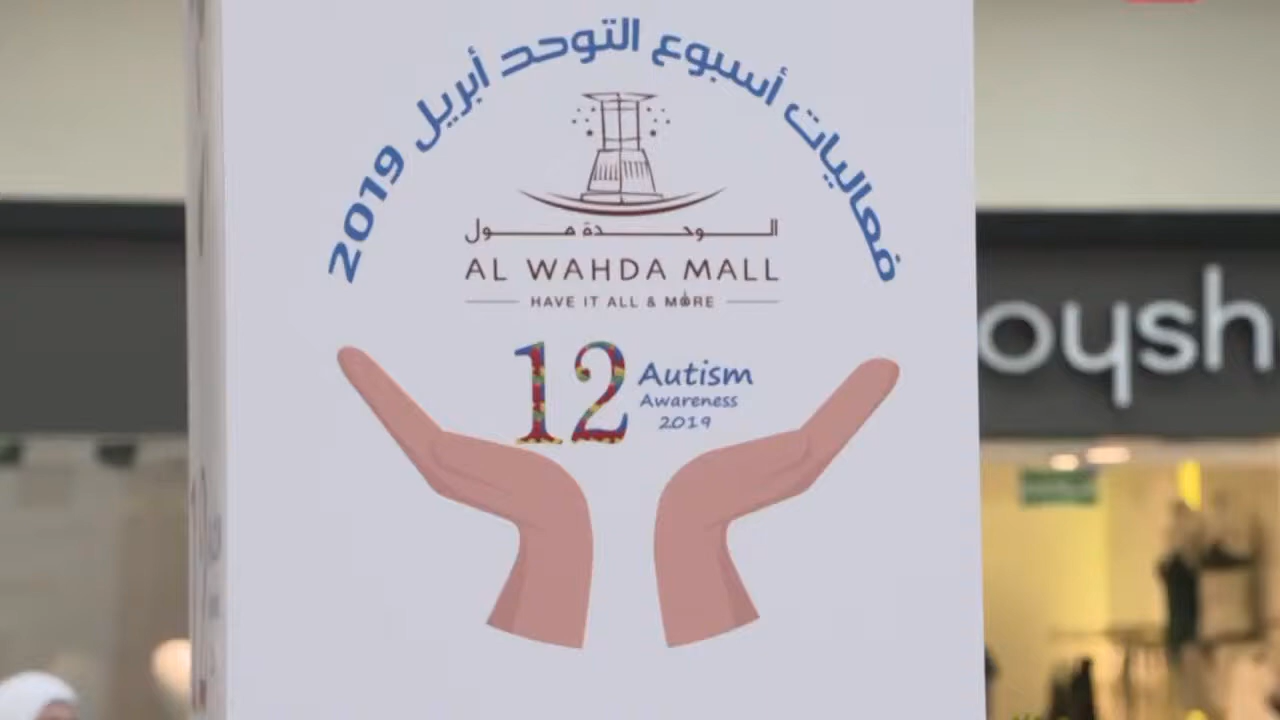 فعاليات أسبوع التوحد أبريل 2019
الوحدة مول
AL WAHDA MALL
HAVE IT ALL & MORE
12 Autism
Awareness
2019
oysh